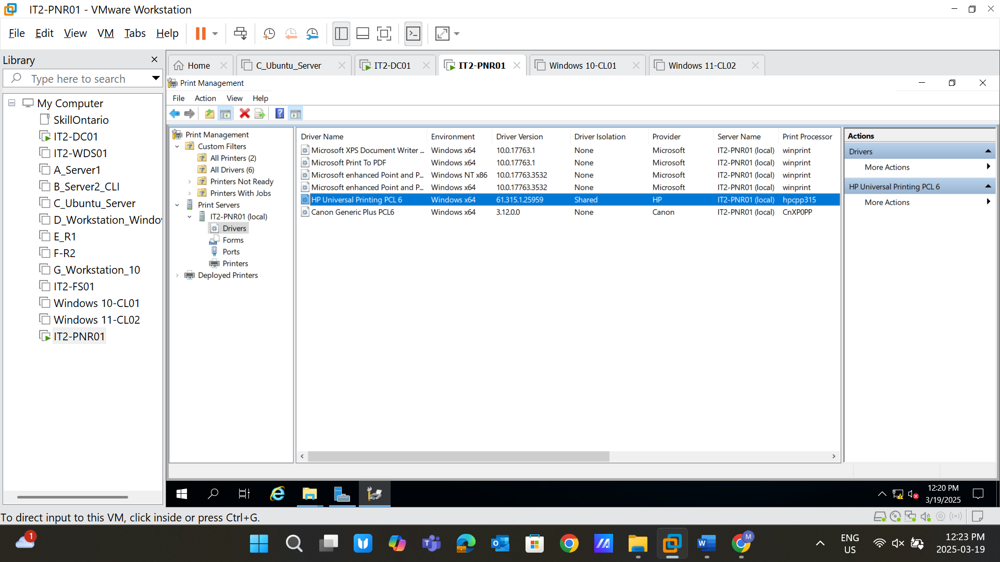 IT2-PNR01 - VMware Workstation
File Edit View VM Tabs Help
Library
Type here to search
My Computer
SkillOntario
IT2-DC01
IT2-WDS01
A_Server1
B_Server2_CLI
C_Ubuntu_Server
D_Workstation_Windo
E_R1
F-R2
G_Workstation_10
IT2-FS01
Windows 10-CL01
Windows 11-CL02
IT2-PNR01
Home C_Ubuntu_Server IT2-DC01 IT2-PNR01 Windows 10-CL01 Windows 11-CL02
Print Management
File Action View Help
Print Management
Custom Filters
All Printers (2)
All Drivers (6)
Printers Not Ready
Printers With Jobs
Print Servers
IT2-PNR01 (local)
Drivers
Forms
Ports
Printers
Deployed Printers
Driver Name Environment Driver Version Driver Isolation Provider Server Name Print Processor
Microsoft XPS Document Writer ... Windows x64 10.0.17763.1 None Microsoft IT2-PNR01 (local) winprint
Microsoft Print To PDF Windows x64 10.0.17763.1 None Microsoft IT2-PNR01 (local) winprint
Microsoft enhanced Point and P... Windows NT x86 10.0.17763.3532 None Microsoft IT2-PNR01 (local) winprint
Microsoft enhanced Point and P... Windows x64 10.0.17763.3532 None Microsoft IT2-PNR01 (local) winprint
HP Universal Printing PCL 6 Windows x64 61.315.1.25959 Shared HP IT2-PNR01 (local) hpcpp315
Canon Generic Plus PCL6 Windows x64 3.12.0.0 None Canon IT2-PNR01 (local) CnXP0PP
Actions
Drivers
More Actions
HP Universal Printing PCL 6
More Actions
12:20 PM
3/19/2025
To direct input to this VM, click inside or press Ctrl+G.
1
M
ENG
US
12:23 PM
2025-03-19